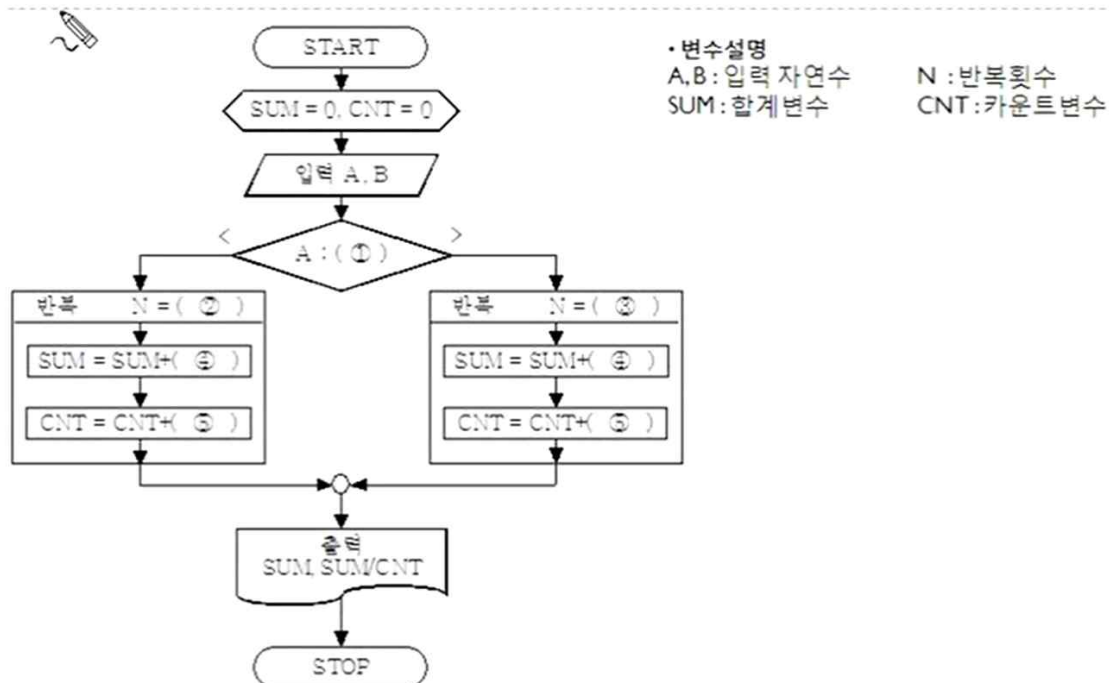 START
• 변수설명
A, B : 입력 자연수 N : 반복횟수
SUM : 합계변수 CNT : 카운트변수
SUM = 0, CNT = 0
입력 A, B
< A : ( ① ) >
반복 N = ( ② )
SUM = SUM+( ④ )
CNT = CNT+( ⑤ )
반복 N = ( ③ )
SUM = SUM+( ④ )
CNT = CNT+( ⑤ )
출력
SUM, SUM/CNT
STOP